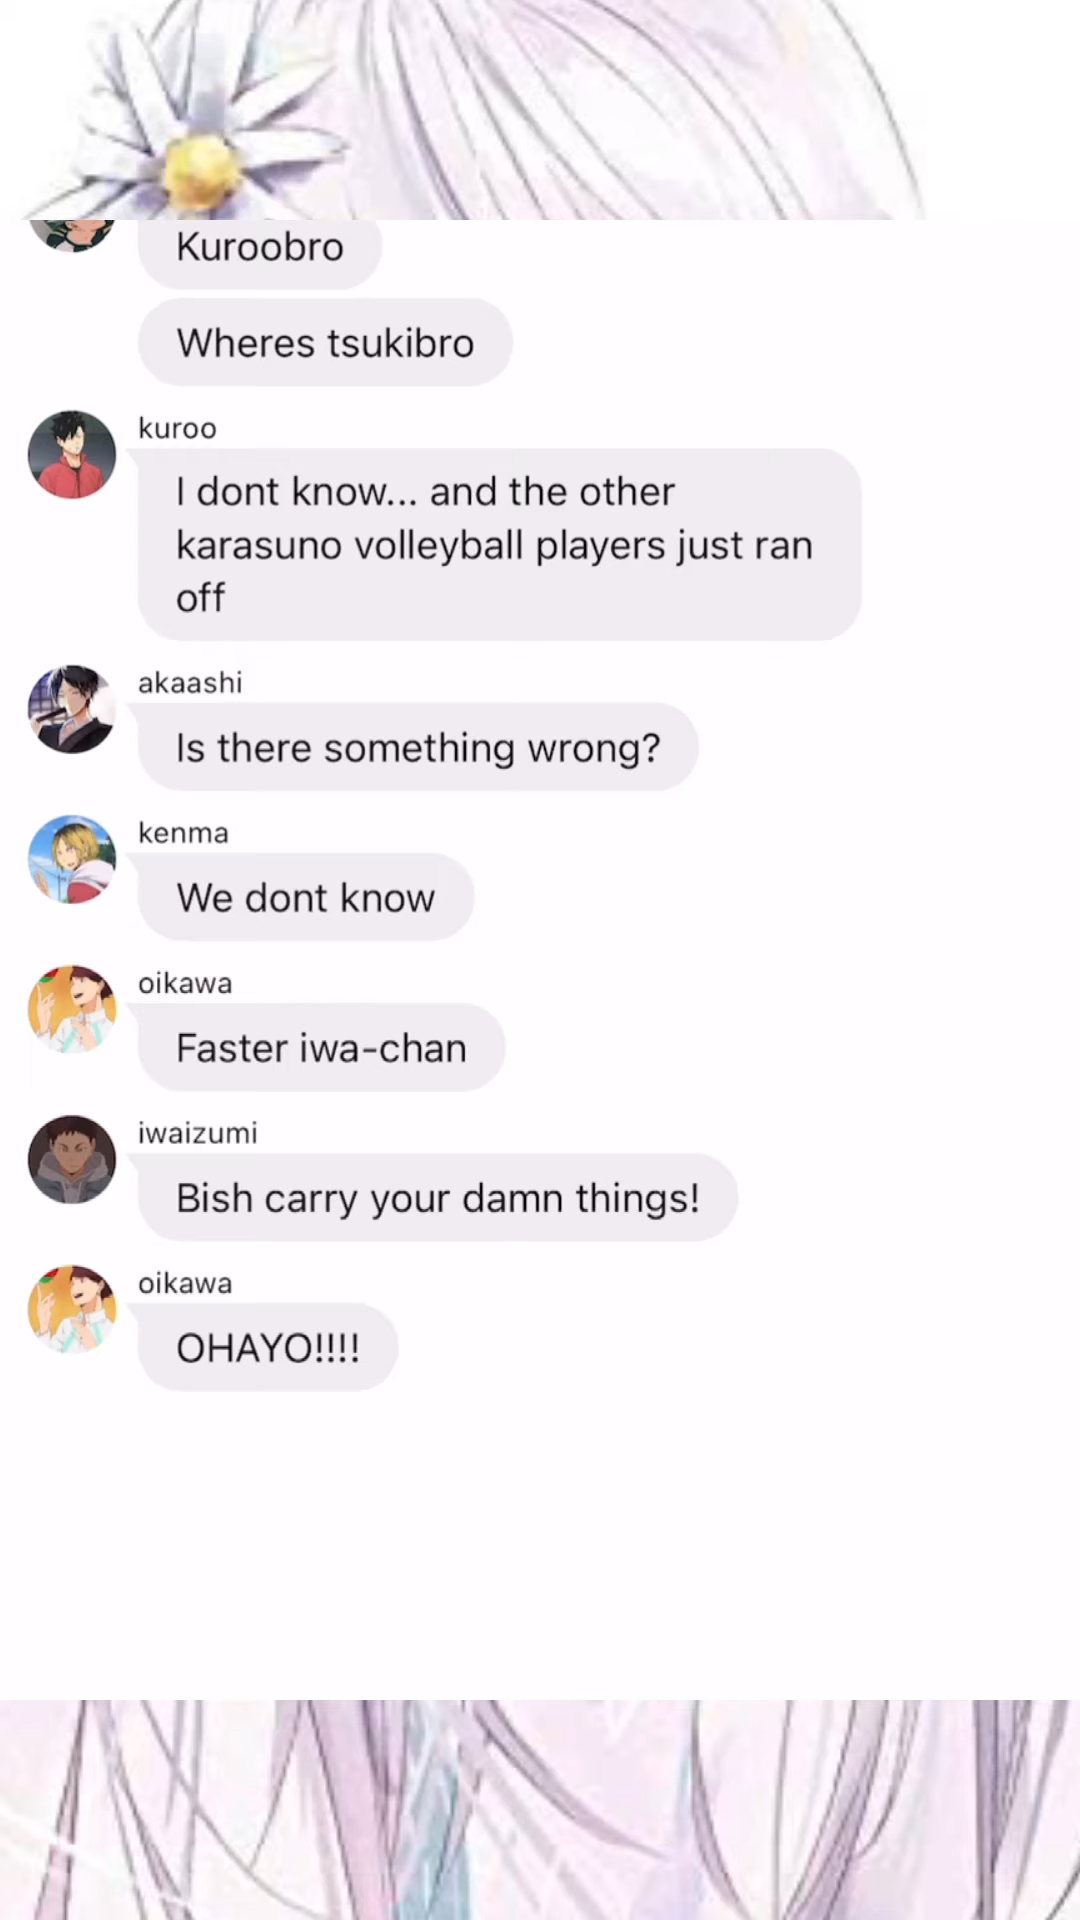 Kuroobro
Wheres tsukibro
kuroo
I dont know... and the other
karasuno volleyball players just ran
off
akaashi
Is there something wrong?
kenma
We dont know
oikawa
Faster iwa-chan
iwaizumi
Bish carry your damn things!
oikawa
OHAYO!!!!